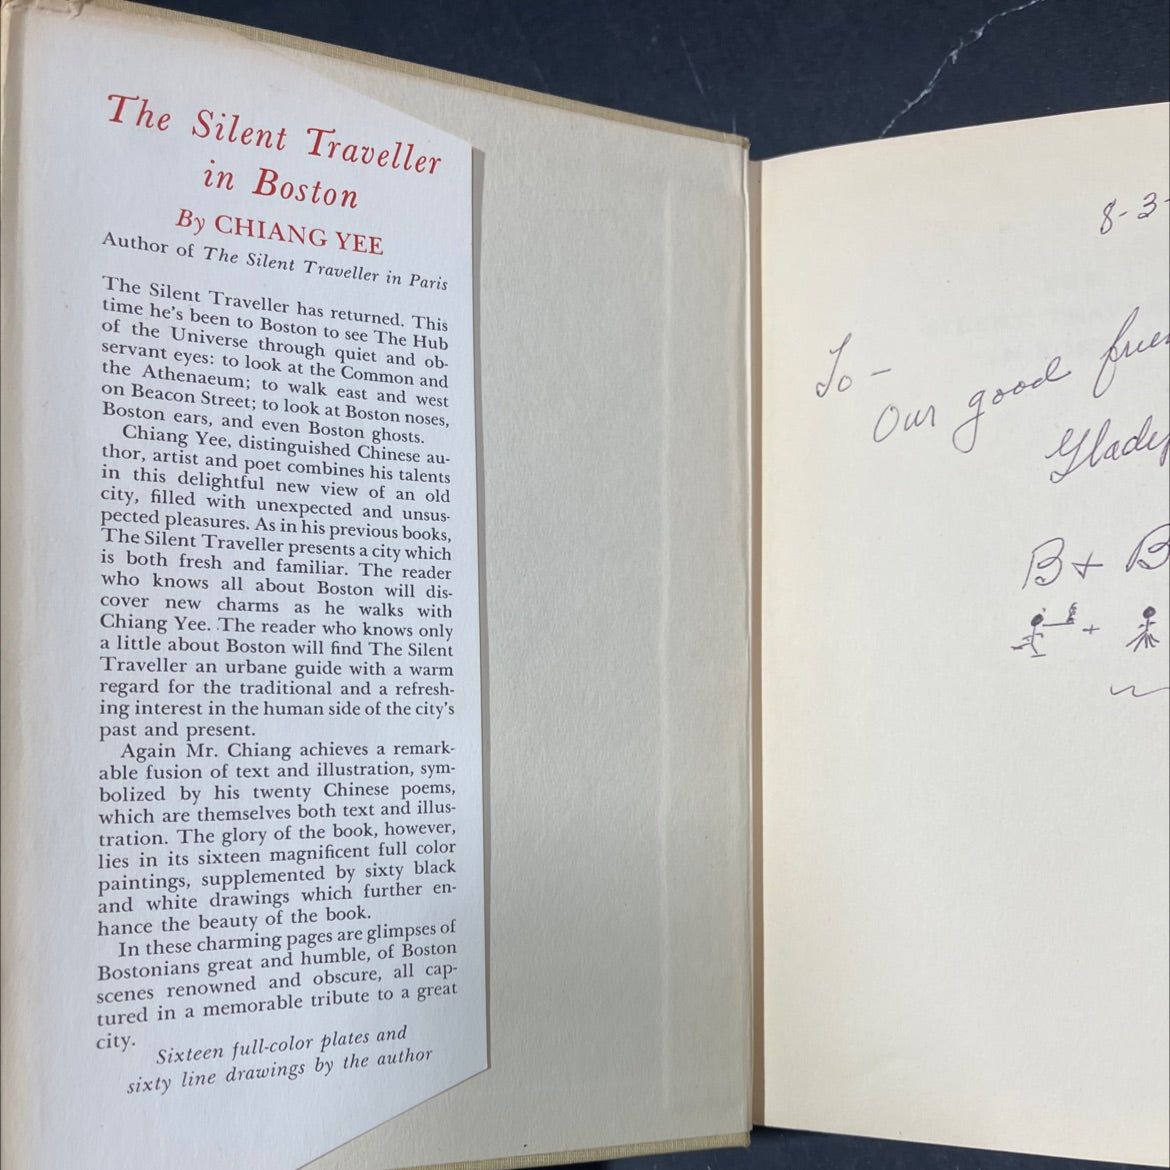 The Silent Traveller
in Boston
By CHIANG YEE
Author of The Silent Traveller in Paris
The Silent Traveller has returned. This
time he's been to Boston to see The Hub
of the Universe through quiet and ob-
servant eyes: to look at the Common and
the Athenaeum; to walk east and west
on Beacon Street; to look at Boston noses,
Boston ears, and even Boston ghosts.
Chiang Yee, distinguished Chinese au-
thor, artist and poet combines his talents
in this delightful new view of an old
city, filled with unexpected and unsus-
pected pleasures. As in his previous books,
The Silent Traveller presents a city which
is both fresh and familiar. The reader
who knows all about Boston will dis-
cover new charms as he walks with
Chiang Yee. The reader who knows only
a little about Boston will find The Silent
Traveller an urbane guide with a warm
regard for the traditional and a refresh-
ing interest in the human side of the city's
past and present.
Again Mr. Chiang achieves a remark-
able fusion of text and illustration, sym-
bolized by his twenty Chinese poems,
which are themselves both text and illus-
tration. The glory of the book, however,
lies in its sixteen magnificent full color
paintings, supplemented by sixty black
and white drawings which further en-
hance the beauty of the book.
In these charming pages are glimpses of
Bostonians great and humble, of Boston
scenes renowned and obscure, all cap-
tured in a memorable tribute to a great
city.
Sixteen full-color plates and
sixty line drawings by the author
8-3-
To -
Our good
B + B
+